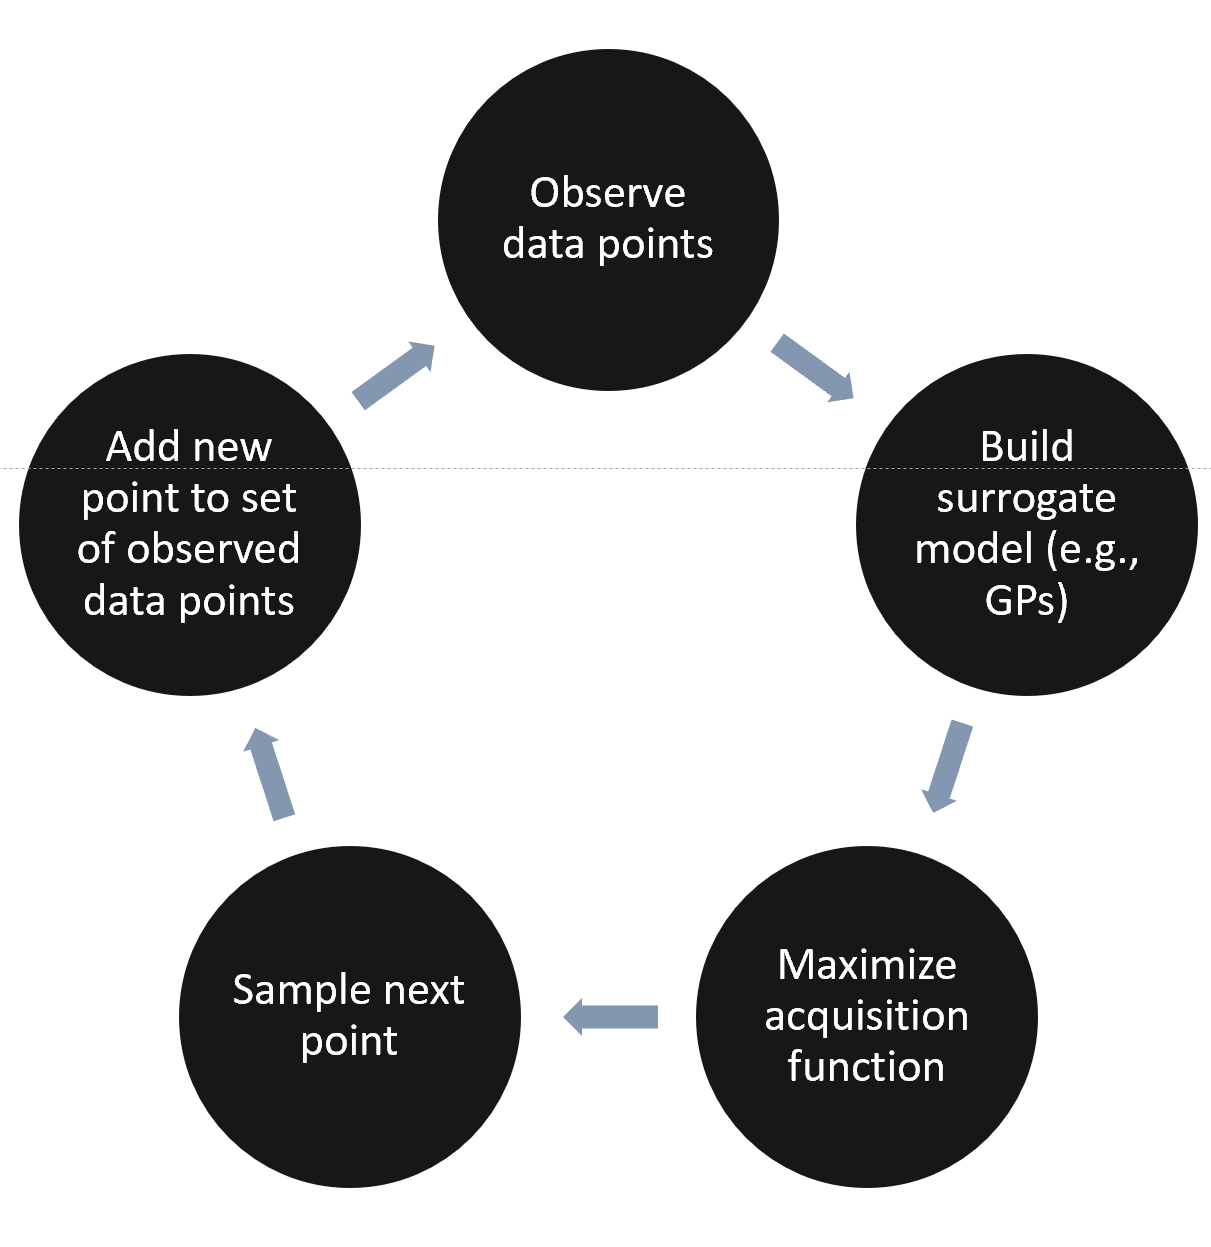 Observe
data points
Build
surrogate
model (e.g.,
GPs)
Maximize
acquisition
function
Sample next
point
Add new
point to set
of observed
data points